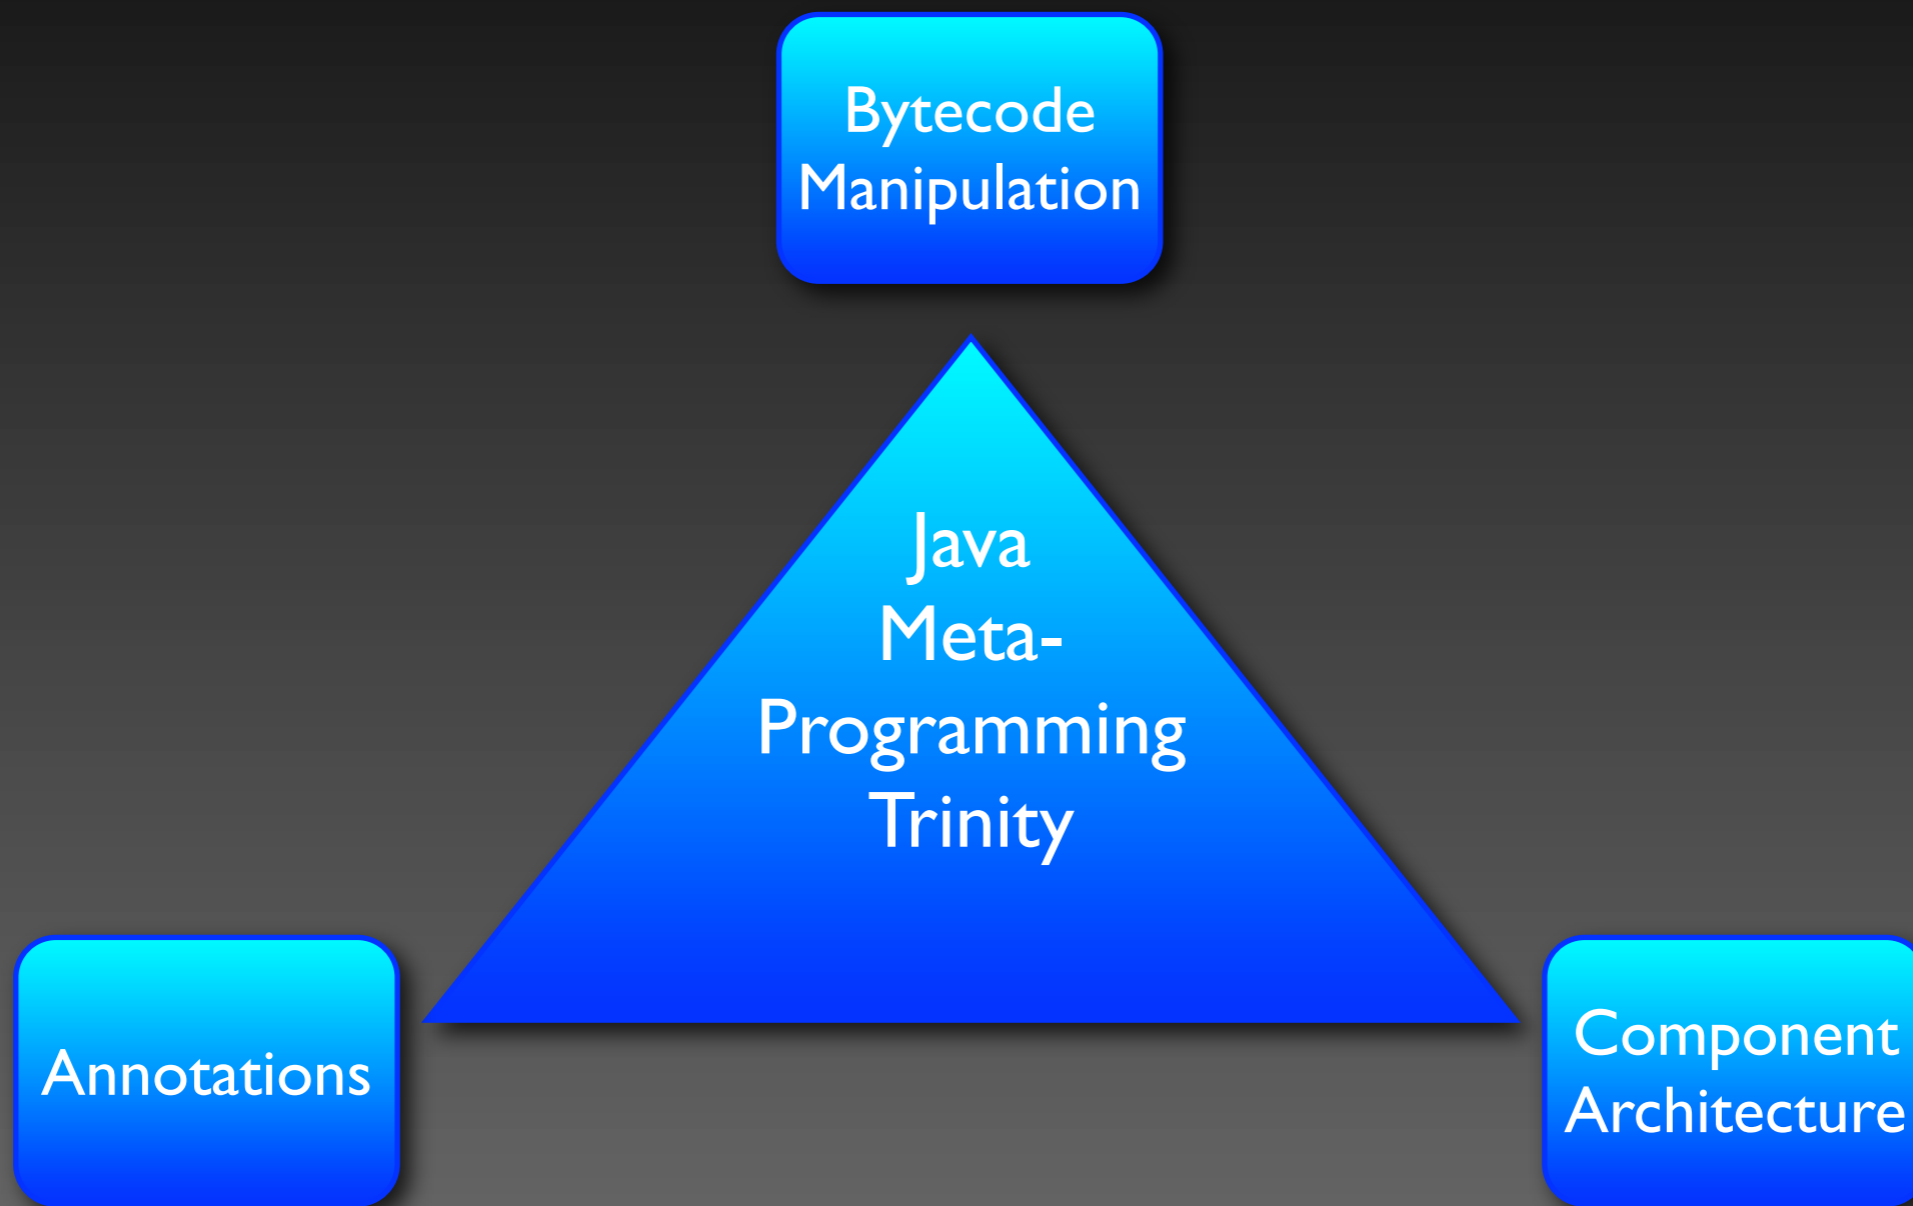 Bytecode
Manipulation
Java
Meta-
Programming
Trinity
Annotations
Component
Architecture